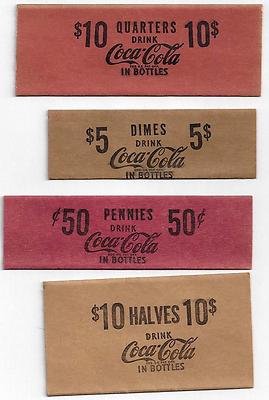 $10 QUARTERS 10$
DRINK
Coca-Cola
IN BOTTLES
$5 DIMES 5$
DRINK
Coca-Cola
IN BOTTLES
¢50 PENNIES 50¢
DRINK
Coca-Cola
IN BOTTLES
$10 HALVES 10$
DRINK
Coca-Cola
IN BOTTLES